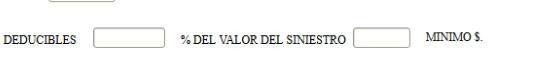 DEDUCIBLES % DEL VALOR DEL SINIESTRO MINIMO $.